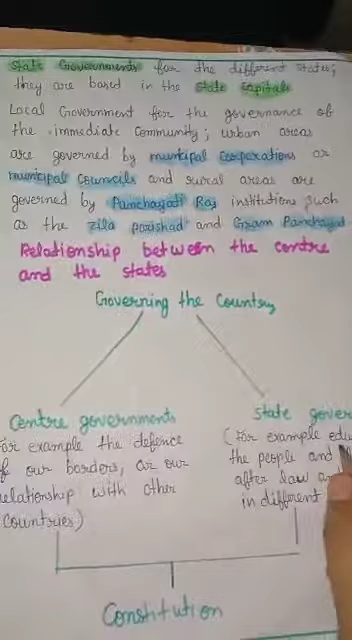 State Governments for the different states;
they are based in the state capitals
Local Government for the governance of
the immediate community; urban areas
are governed by municipal corporations or
municipal councils and rural areas are
governed by Panchayati Raj institutions such
as the zila parishad and Gram Panchayat
Relationship between the centre
and the states
Governing the Country
Centre governments
For example the defence
of our borders, or our
relationship with other
countries)
State gover
(For example edu
the people and
after law an
in different
Constitution